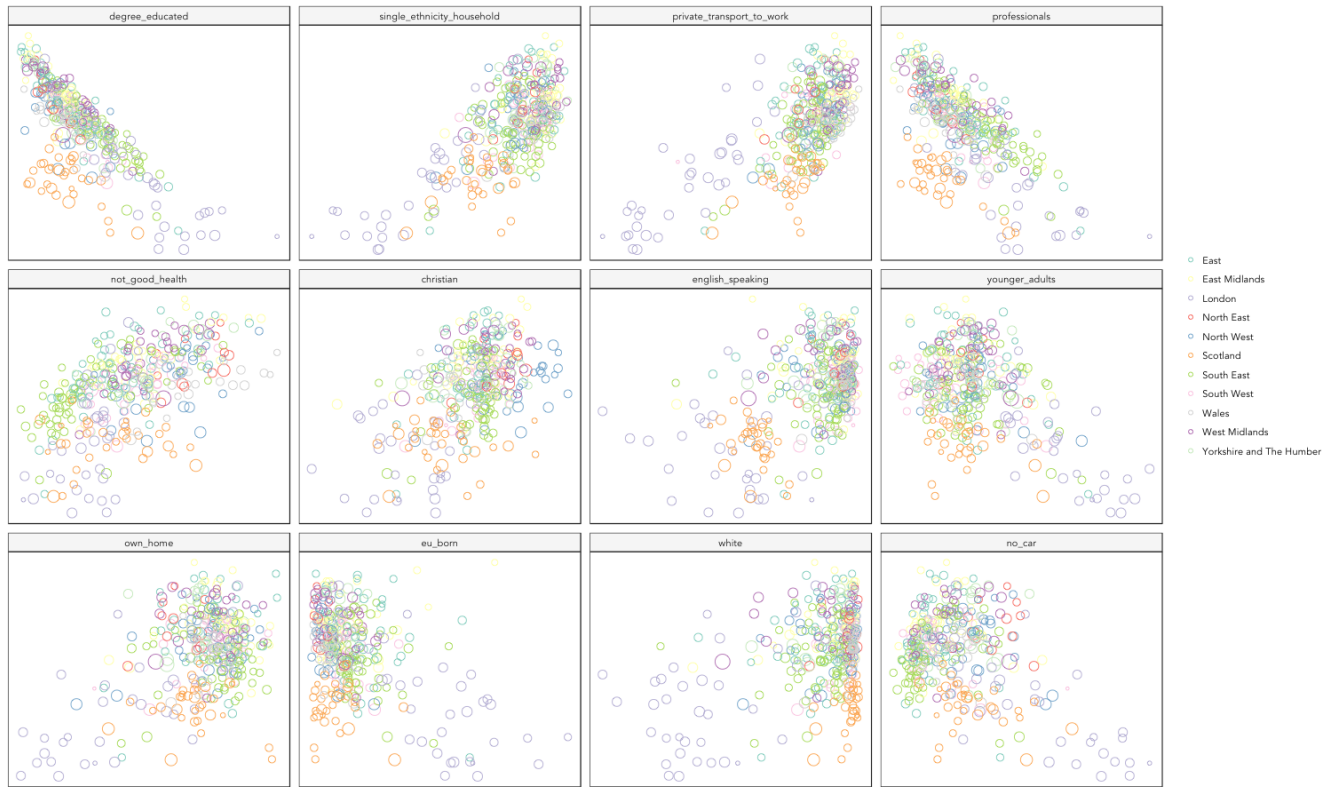 degree_educated
single_ethnicity_household
private_transport_to_work
professionals
not_good_health
christian
english_speaking
younger_adults
own_home
eu_born
white
no_car
East
East Midlands
London
North East
North West
Scotland
South East
South West
Wales
West Midlands
Yorkshire and The Humber